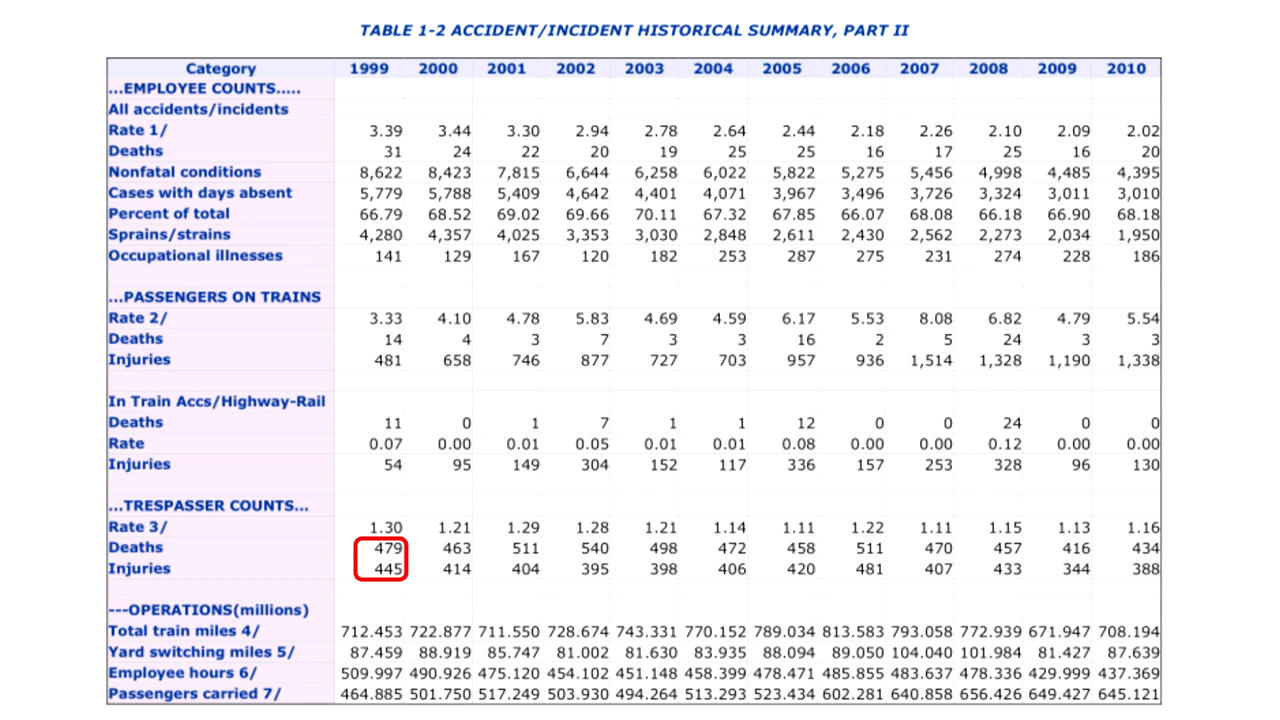 TABLE 1-2 ACCIDENT/INCIDENT HISTORICAL SUMMARY, PART II
Category 1999 2000 2001 2002 2003 2004 2005 2006 2007 2008 2009 2010
...EMPLOYEE COUNTS.....
All accidents/incidents
Rate 1/ 3.39 3.44 3.30 2.94 2.78 2.64 2.44 2.18 2.26 2.10 2.09 2.02
Deaths 31 24 22 20 19 25 25 16 17 25 16 20
Nonfatal conditions 8,622 8,423 7,815 6,644 6,258 6,022 5,822 5,275 5,456 4,998 4,485 4,395
Cases with days absent 5,779 5,788 5,409 4,642 4,401 4,071 3,967 3,496 3,726 3,324 3,011 3,010
Percent of total 66.79 68.52 69.02 69.66 70.11 67.32 67.85 66.07 68.08 66.18 66.90 68.18
Sprains/strains 4,280 4,357 4,025 3,353 3,030 2,848 2,611 2,430 2,562 2,273 2,034 1,950
Occupational illnesses 141 129 167 120 182 253 287 275 231 274 228 186
...PASSENGERS ON TRAINS
Rate 2/ 3.33 4.10 4.78 5.83 4.69 4.59 6.17 5.53 8.08 6.82 4.79 5.54
Deaths 14 4 3 7 3 3 16 2 5 24 3 3
Injuries 481 658 746 877 727 703 957 936 1,514 1,328 1,190 1,338
In Train Accs/Highway-Rail
Deaths 11 0 1 7 1 1 12 0 0 24 0 0
Rate 0.07 0.00 0.01 0.05 0.01 0.01 0.08 0.00 0.00 0.12 0.00 0.00
Injuries 54 95 149 304 152 117 336 157 253 328 96 130
...TRESPASSER COUNTS...
Rate 3/ 1.30 1.21 1.29 1.28 1.21 1.14 1.11 1.22 1.11 1.15 1.13 1.16
Deaths 479 463 511 540 498 472 458 511 470 457 416 434
Injuries 445 414 404 395 398 406 420 481 407 433 344 388
---OPERATIONS(millions)
Total train miles 4/ 712.453 722.877 711.550 728.674 743.331 770.152 789.034 813.583 793.058 772.939 671.947 708.194
Yard switching miles 5/ 87.459 88.919 85.747 81.002 81.630 83.935 88.094 89.050 104.040 101.984 81.427 87.639
Employee hours 6/ 509.997 490.926 475.120 454.102 451.148 458.399 478.471 485.855 483.637 478.336 429.999 437.369
Passengers carried 7/ 464.885 501.750 517.249 503.930 494.264 513.293 523.434 602.281 640.858 656.426 649.427 645.121